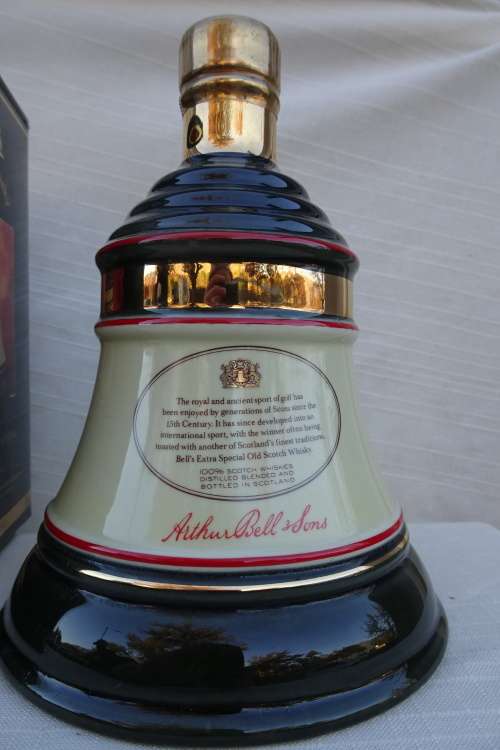 The royal and ancient sport of golf has
been enjoyed by generations of Scots since the
15th Century. It has since developed into an
international sport, with the winner often being
toasted with another of Scotland's finest traditions,
Bell's Extra Special Old Scotch Whisky.
100% SCOTCH WHISKIES
DISTILLED BLENDED AND
BOTTLED IN SCOTLAND
Arthur Bell & Sons